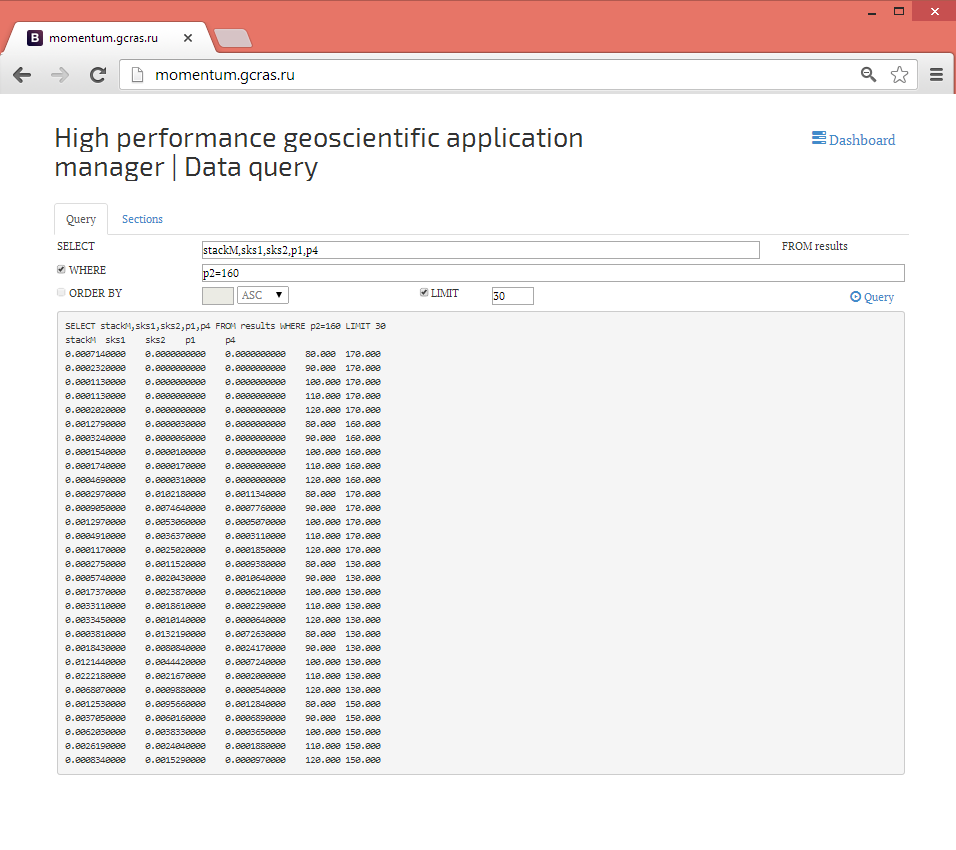 B momentum.gcras.ru
momentum.gcras.ru
High performance geoscientific application
manager | Data query
Dashboard
Query Sections
SELECT stackM,sks1,sks2,p1,p4 FROM results
WHERE p2=160
ORDER BY ASC LIMIT 30 Query
SELECT stackM,sks1,sks2,p1,p4 FROM results WHERE p2=160 LIMIT 30
stackM sks1 sks2 p1 p4
0.0007140000 0.0000000000 0.0000000000 80.000 170.000
0.0002320000 0.0000000000 0.0000000000 90.000 170.000
0.0001130000 0.0000000000 0.0000000000 100.000 170.000
0.0001130000 0.0000000000 0.0000000000 110.000 170.000
0.0002020000 0.0000000000 0.0000000000 120.000 170.000
0.0012790000 0.0000030000 0.0000000000 80.000 160.000
0.0003240000 0.0000060000 0.0000000000 90.000 160.000
0.0001540000 0.0000100000 0.0000000000 100.000 160.000
0.0001740000 0.0000170000 0.0000000000 110.000 160.000
0.0004690000 0.0000310000 0.0000000000 120.000 160.000
0.0002970000 0.0102180000 0.0011340000 80.000 170.000
0.0009050000 0.0074640000 0.0007760000 90.000 170.000
0.0012970000 0.0053060000 0.0005070000 100.000 170.000
0.0004910000 0.0036370000 0.0003110000 110.000 170.000
0.0001170000 0.0025020000 0.0001850000 120.000 170.000
0.0002750000 0.0011520000 0.0009380000 80.000 130.000
0.0005740000 0.0020430000 0.0010640000 90.000 130.000
0.0017370000 0.0023870000 0.0006210000 100.000 130.000
0.0033110000 0.0018610000 0.0002290000 110.000 130.000
0.0033450000 0.0010140000 0.0000640000 120.000 130.000
0.0003810000 0.0132190000 0.0072630000 80.000 130.000
0.0018430000 0.0080840000 0.0024170000 90.000 130.000
0.0121440000 0.0044420000 0.0007240000 100.000 130.000
0.0222180000 0.0021670000 0.0002000000 110.000 130.000
0.0068070000 0.0009880000 0.0000540000 120.000 130.000
0.0012530000 0.0095660000 0.0012840000 80.000 150.000
0.0037050000 0.0060160000 0.0006890000 90.000 150.000
0.0062030000 0.0038330000 0.0003650000 100.000 150.000
0.0026190000 0.0024040000 0.0001880000 110.000 150.000
0.0008340000 0.0015290000 0.0000970000 120.000 150.000